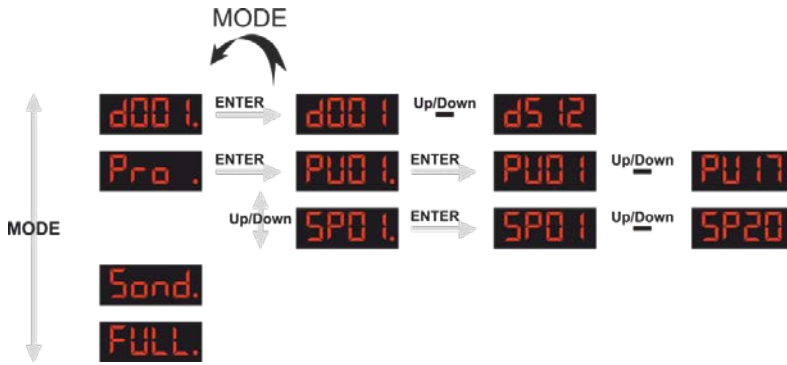 MODE
d001. ENTER d001 Up/Down d512
Pro . ENTER PU01. ENTER PU01 Up/Down PU17
MODE Up/Down SP01. ENTER SP01 Up/Down SP20
Sond.
FULL.